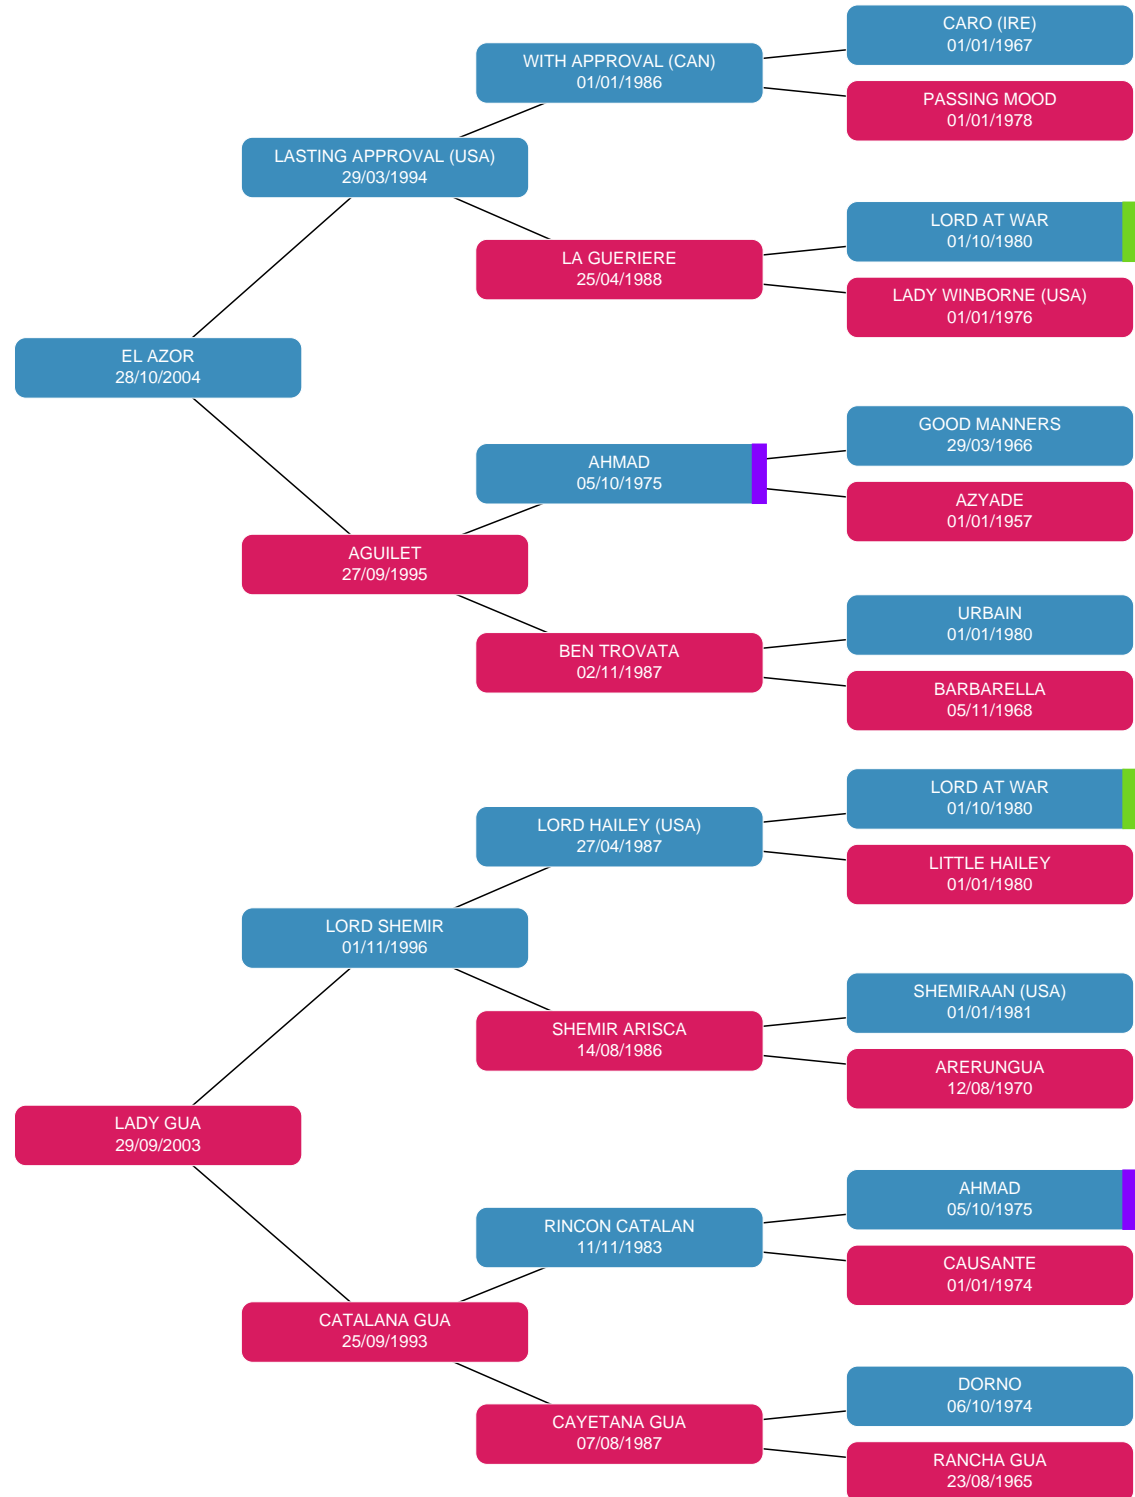 CARO (IRE)
01/01/1967
WITH APPROVAL (CAN)
01/01/1986
PASSING MOOD
01/01/1978
LASTING APPROVAL (USA)
29/03/1994
LORD AT WAR
01/10/1980
LA GUERIERE
25/04/1988
LADY WINBORNE (USA)
01/01/1976
EL AZOR
28/10/2004
GOOD MANNERS
29/03/1966
AHMAD
05/10/1975
AZYADE
01/01/1957
AGUILET
27/09/1995
URBAIN
01/01/1980
BEN TROVATA
02/11/1987
BARBARELLA
05/11/1968
LORD AT WAR
01/10/1980
LORD HAILEY (USA)
27/04/1987
LITTLE HAILEY
01/01/1980
LORD SHEMIR
01/11/1996
SHEMIRAAN (USA)
01/01/1981
SHEMIR ARISCA
14/08/1986
ARERUNGUA
12/08/1970
LADY GUA
29/09/2003
AHMAD
05/10/1975
RINCON CATALAN
11/11/1983
CAUSANTE
01/01/1974
CATALANA GUA
25/09/1993
DORNO
06/10/1974
CAYETANA GUA
07/08/1987
RANCHA GUA
23/08/1965